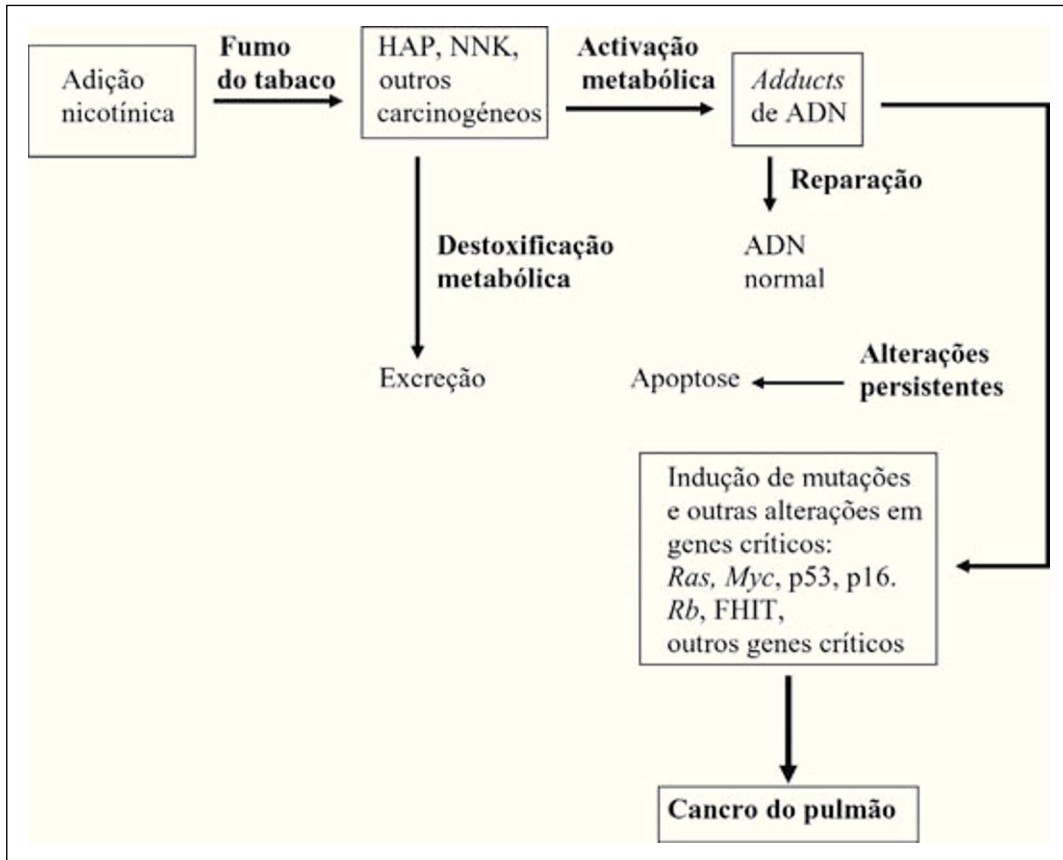 Adição
nicotínica
Fumo
do tabaco
HAP, NNK,
outros
carcinogéneos
Activação
metabólica
Adducts
de ADN
Reparação
ADN
normal
Destoxificação
metabólica
Excreção
Alterações
persistentes
Apoptose
Indução de mutações
e outras alterações em
genes críticos:
Ras, Myc, p53, p16.
Rb, FHIT,
outros genes críticos
Cancro do pulmão